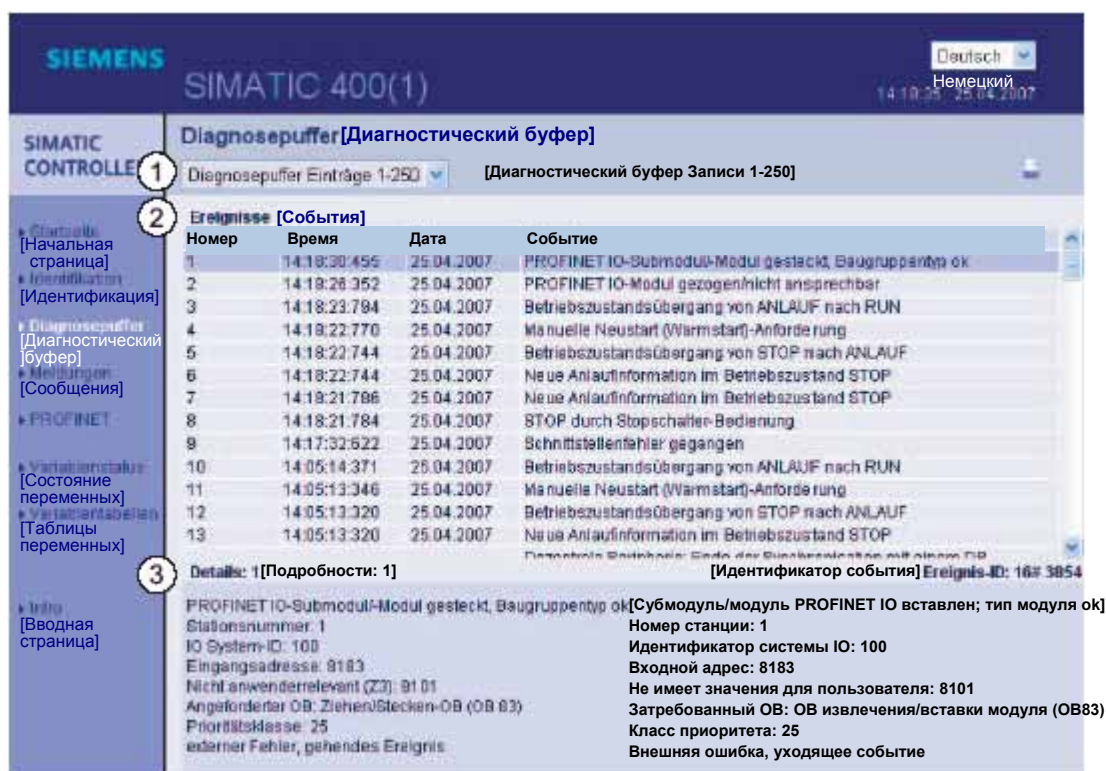 SIEMENS
SIMATIC 400(1)
Deutsch
Немецкий
14:19:35 25.04.2007
SIMATIC
CONTROLLE
Diagnosepuffer[Диагностический буфер]
1
Diagnosepuffer Einträge 1-250
[Диагностический буфер Записи 1-250]
2
Ereignisse [События]
Номер Время Дата Событие
1 14:18:30:455 25.04.2007 PROFINET IO-Submodul/-Modul gesteckt, Baugruppentyp ok
2 14:18:26:352 25.04.2007 PROFINET IO-Modul gezogen/nicht ansprechbar
3 14:18:23:794 25.04.2007 Betriebszustandsübergang von ANLAUF nach RUN
4 14:18:22:770 25.04.2007 Manuelle Neustart (Warmstart)-Anforderung
5 14:18:22:744 25.04.2007 Betriebszustandsübergang von STOP nach ANLAUF
6 14:18:22:744 25.04.2007 Neue Anlaufinformation im Betriebszustand STOP
7 14:18:21:786 25.04.2007 Neue Anlaufinformation im Betriebszustand STOP
8 14:18:21:784 25.04.2007 STOP durch Stopschalter-Bedienung
9 14:17:32:622 25.04.2007 Schnittstellenfehler gegangen
10 14:05:14:371 25.04.2007 Betriebszustandsübergang von ANLAUF nach RUN
11 14:05:13:346 25.04.2007 Manuelle Neustart (Warmstart)-Anforderung
12 14:05:13:320 25.04.2007 Betriebszustandsübergang von STOP nach ANLAUF
13 14:05:13:320 25.04.2007 Neue Anlaufinformation im Betriebszustand STOP
Startseite
[Начальная
страница]
Identifikation
[Идентификация]
Diagnosepuffer
[Диагностический
]буфер]
Meldungen
[Сообщения]
PROFINET
Variablenstatus
[Состояние
переменных]
Variablentabellen
[Таблицы
переменных]
Intro
[Вводная
страница]
3
Details: 1[Подробности: 1]
[Идентификатор события] Ereignis-ID: 16# 3854
PROFINET IO-Submodul/-Modul gesteckt, Baugruppentyp ok
Stationsnummer: 1
IO System-ID: 100
Eingangsadresse: 8183
Nicht anwenderrelevant (Z3): 8101
Angeforderter OB: Ziehen/Stecken-OB (OB 83)
Prioritätsklasse: 25
externer Fehler, gehendes Ereignis
[Субмодуль/модуль PROFINET IO вставлен; тип модуля ok]
Номер станции: 1
Идентификатор системы IO: 100
Входной адрес: 8183
Не имеет значения для пользователя: 8101
Затребованный OB: OB извлечения/вставки модуля (OB83)
Класс приоритета: 25
Внешняя ошибка, уходящее событие